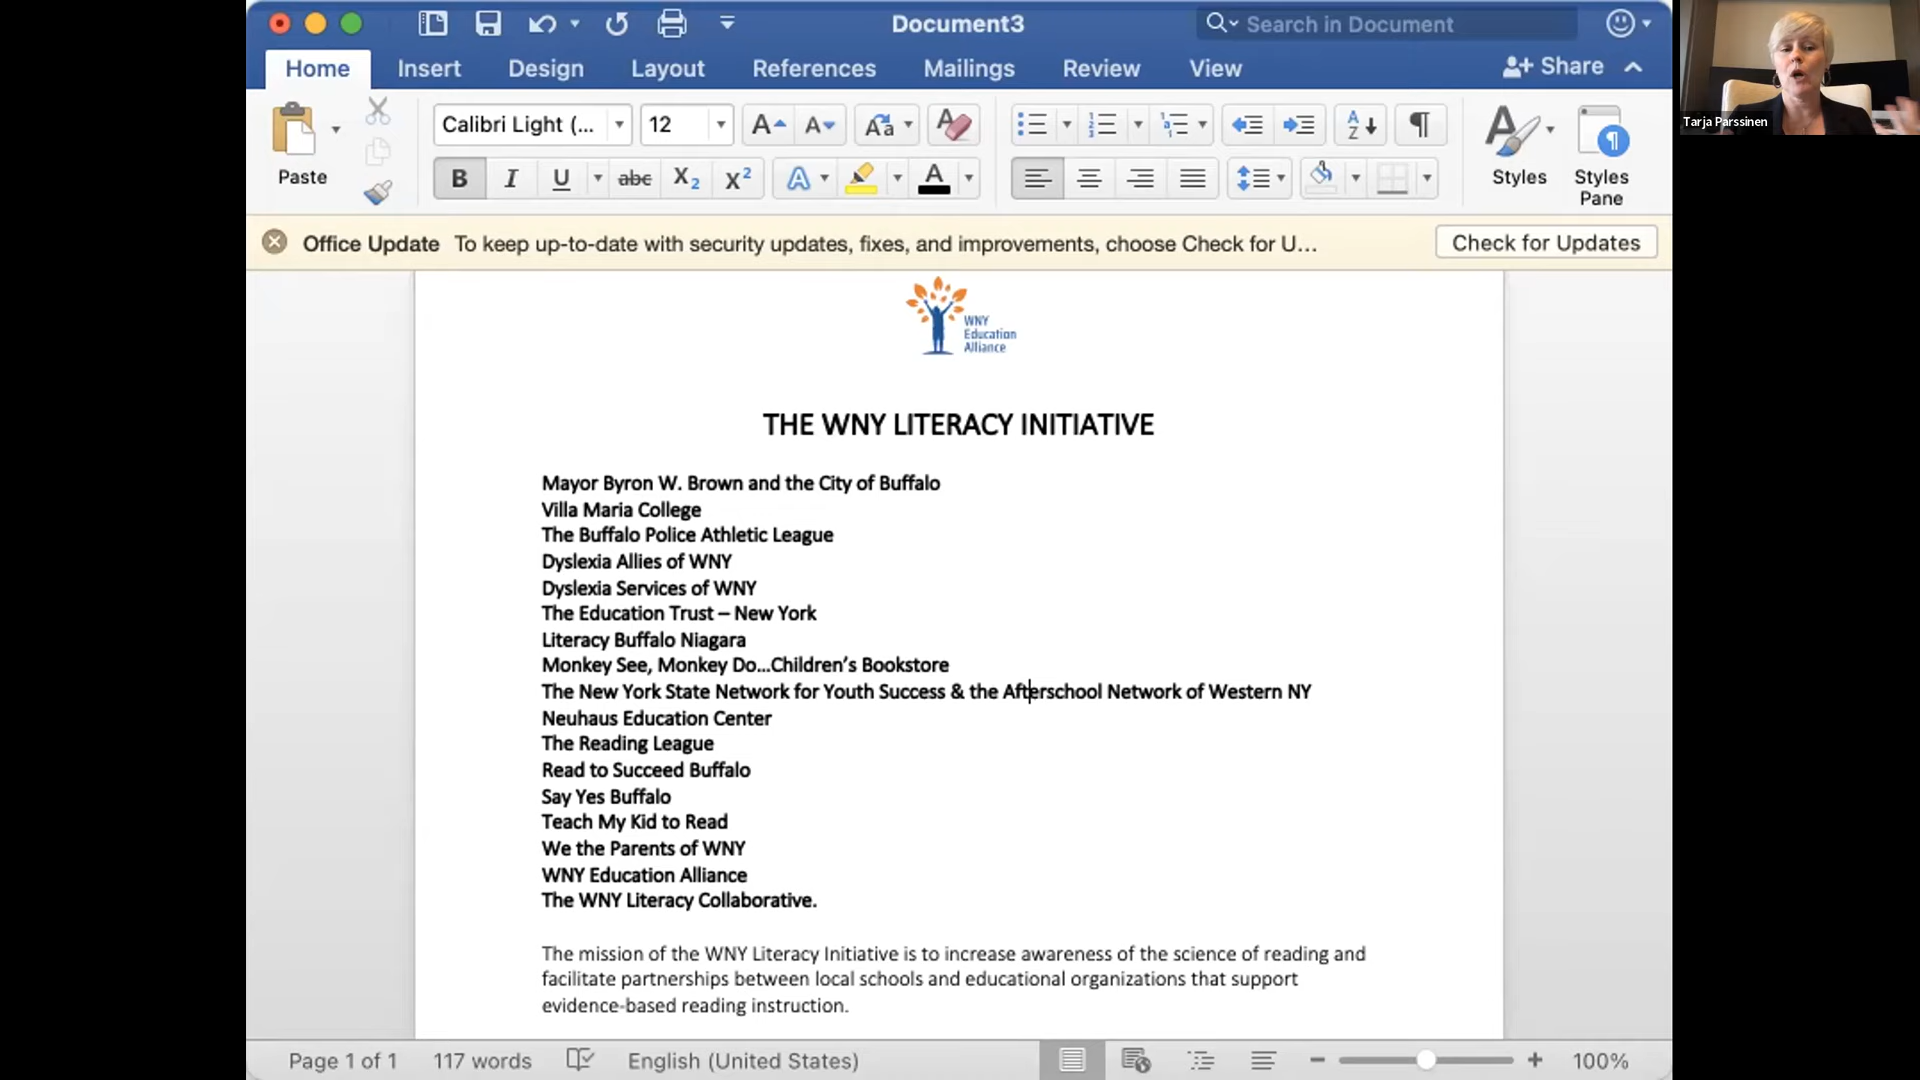 Document3
Search in Document
Home Insert Design Layout References Mailings Review View Share
Paste
Calibri Light (... 12
A A Aa A
B I U abc X2 X2 A A
A Z
¶
Styles
Styles Pane
Office Update To keep up-to-date with security updates, fixes, and improvements, choose Check for U... Check for Updates
WNY
Education
Alliance
THE WNY LITERACY INITIATIVE
Mayor Byron W. Brown and the City of Buffalo
Villa Maria College
The Buffalo Police Athletic League
Dyslexia Allies of WNY
Dyslexia Services of WNY
The Education Trust – New York
Literacy Buffalo Niagara
Monkey See, Monkey Do...Children’s Bookstore
The New York State Network for Youth Success & the Afterschool Network of Western NY
Neuhaus Education Center
The Reading League
Read to Succeed Buffalo
Say Yes Buffalo
Teach My Kid to Read
We the Parents of WNY
WNY Education Alliance
The WNY Literacy Collaborative.
The mission of the WNY Literacy Initiative is to increase awareness of the science of reading and
facilitate partnerships between local schools and educational organizations that support
evidence-based reading instruction.
Page 1 of 1 117 words English (United States) 100%
Tarja Parssinen